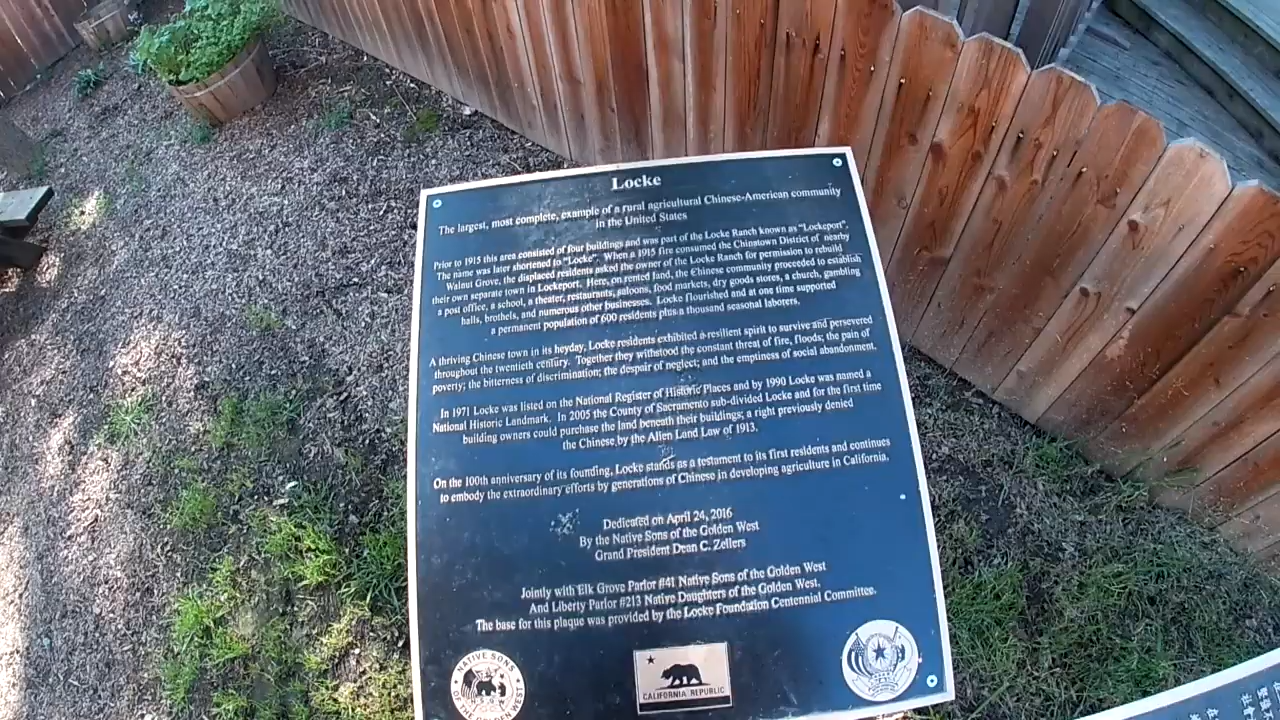 Locke
The largest, most complete, example of a rural agricultural Chinese-American community
in the United States
Prior to 1915 this area consisted of four buildings and was part of the Locke Ranch known as "Lockeport".
The name was later shortened to "Locke". When a 1915 fire consumed the Chinatown District of nearby
Walnut Grove, the displaced residents asked the owner of the Locke Ranch for permission to rebuild
their own separate town in Lockeport. Here, on rented land, the Chinese community proceeded to establish
a post office, a school, a theater, restaurants, saloons, food markets, dry goods stores, a church, gambling
halls, brothels, and numerous other businesses. Locke flourished and at one time supported
a permanent population of 600 residents plus a thousand seasonal laborers.
A thriving Chinese town in its heyday, Locke residents exhibited a resilient spirit to survive and persevered
throughout the twentieth century. Together they withstood the constant threat of fire, floods; the pain of
poverty; the bitterness of discrimination; the despair of neglect; and the emptiness of social abandonment.
In 1971 Locke was listed on the National Register of Historic Places and by 1990 Locke was named a
National Historic Landmark. In 2005 the County of Sacramento sub-divided Locke and for the first time
building owners could purchase the land beneath their buildings; a right previously denied
the Chinese by the Alien Land Law of 1913.
On the 100th anniversary of its founding, Locke stands as a testament to its first residents and continues
to embody the extraordinary efforts by generations of Chinese in developing agriculture in California.
Dedicated on April 24, 2016
By the Native Sons of the Golden West
Grand President Dean C. Zellers
Jointly with Elk Grove Parlor #41 Native Sons of the Golden West
And Liberty Parlor #213 Native Daughters of the Golden West.
The base for this plaque was provided by the Locke Foundation Centennial Committee.
NATIVE SONS
OF THE GOLDEN WEST
CALIFORNIA REPUBLIC